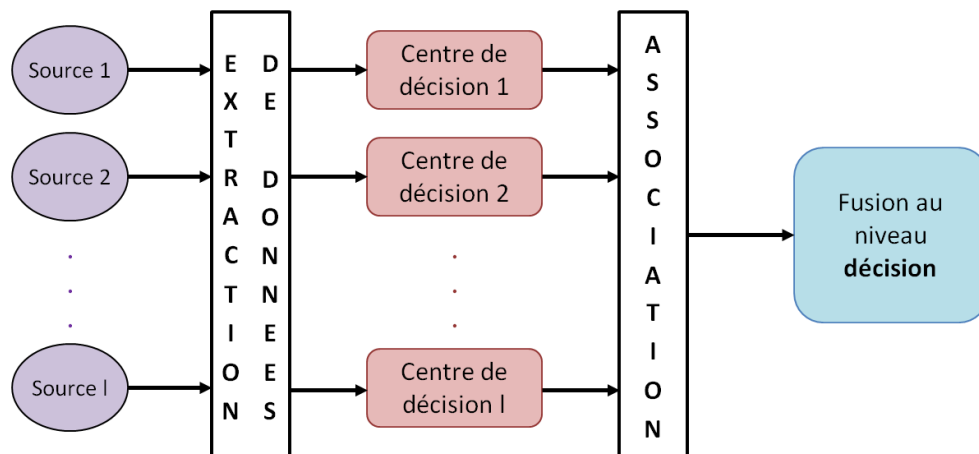 Source 1
Source 2
Source l
EXTRACTION
DE DONNEES
Centre de
décision 1
Centre de
décision 2
Centre de
décision l
ASSOCIATION
Fusion au
niveau
décision